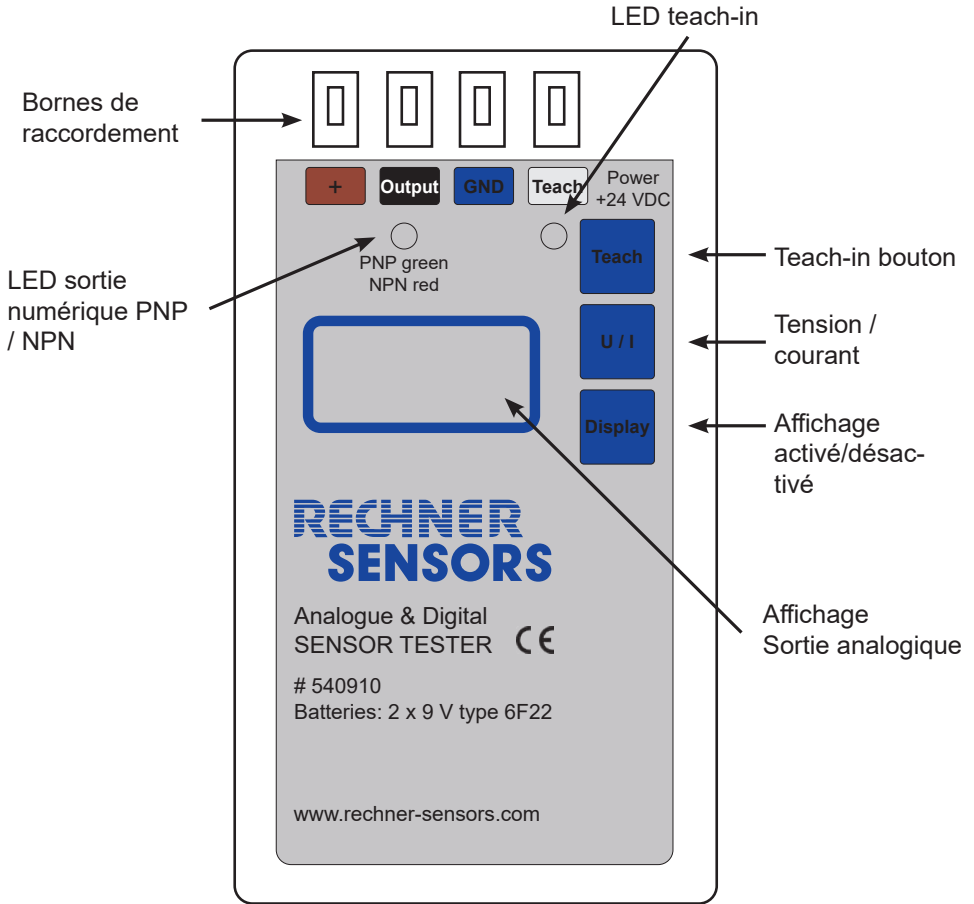 LED teach-in
Bornes de
raccordement
+
Output
GND
Teach
Power
+24 VDC
PNP green
NPN red
Teach
Teach-in bouton
LED sortie
numérique PNP
/ NPN
U / I
Tension /
courant
Display
Affichage
activé/désac-
tivé
RECHNER
SENSORS
Analogue & Digital
SENSOR TESTER CE
Affichage
Sortie analogique
# 540910
Batteries: 2 x 9 V type 6F22
www.rechner-sensors.com